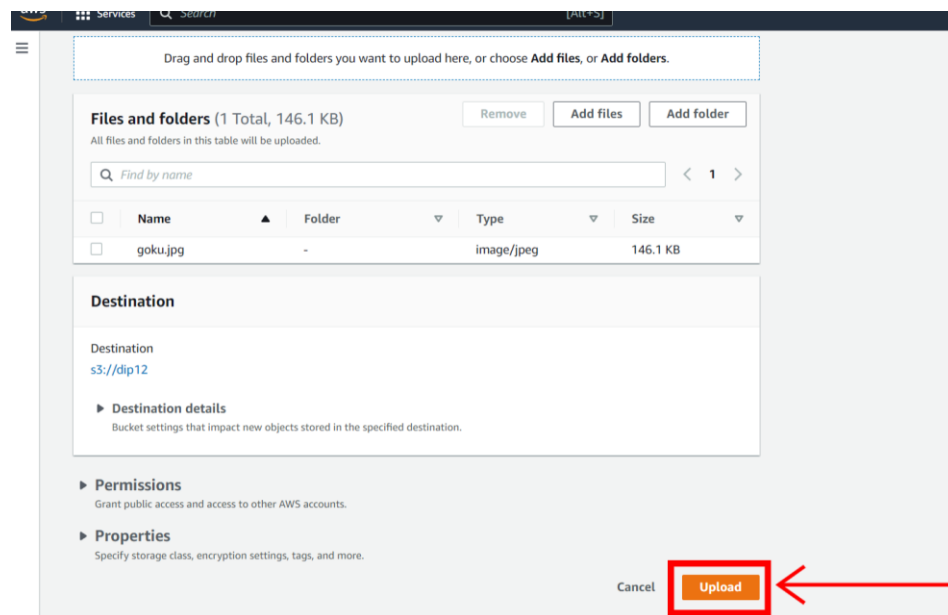 aws Services Search [Alt+S]
Drag and drop files and folders you want to upload here, or choose Add files, or Add folders.
Files and folders (1 Total, 146.1 KB) Remove Add files Add folder
All files and folders in this table will be uploaded.
Find by name 1
Name Folder Type Size
goku.jpg - image/jpeg 146.1 KB
Destination
Destination
s3://dip12
Destination details
Bucket settings that impact new objects stored in the specified destination.
Permissions
Grant public access and access to other AWS accounts.
Properties
Specify storage class, encryption settings, tags, and more.
Cancel Upload